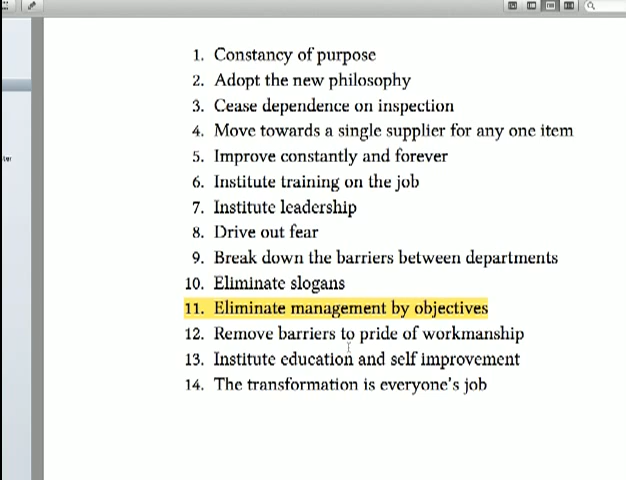 1. Constancy of purpose
2. Adopt the new philosophy
3. Cease dependence on inspection
4. Move towards a single supplier for any one item
5. Improve constantly and forever
6. Institute training on the job
7. Institute leadership
8. Drive out fear
9. Break down the barriers between departments
10. Eliminate slogans
11. Eliminate management by objectives
12. Remove barriers to pride of workmanship
13. Institute education and self improvement
14. The transformation is everyone's job